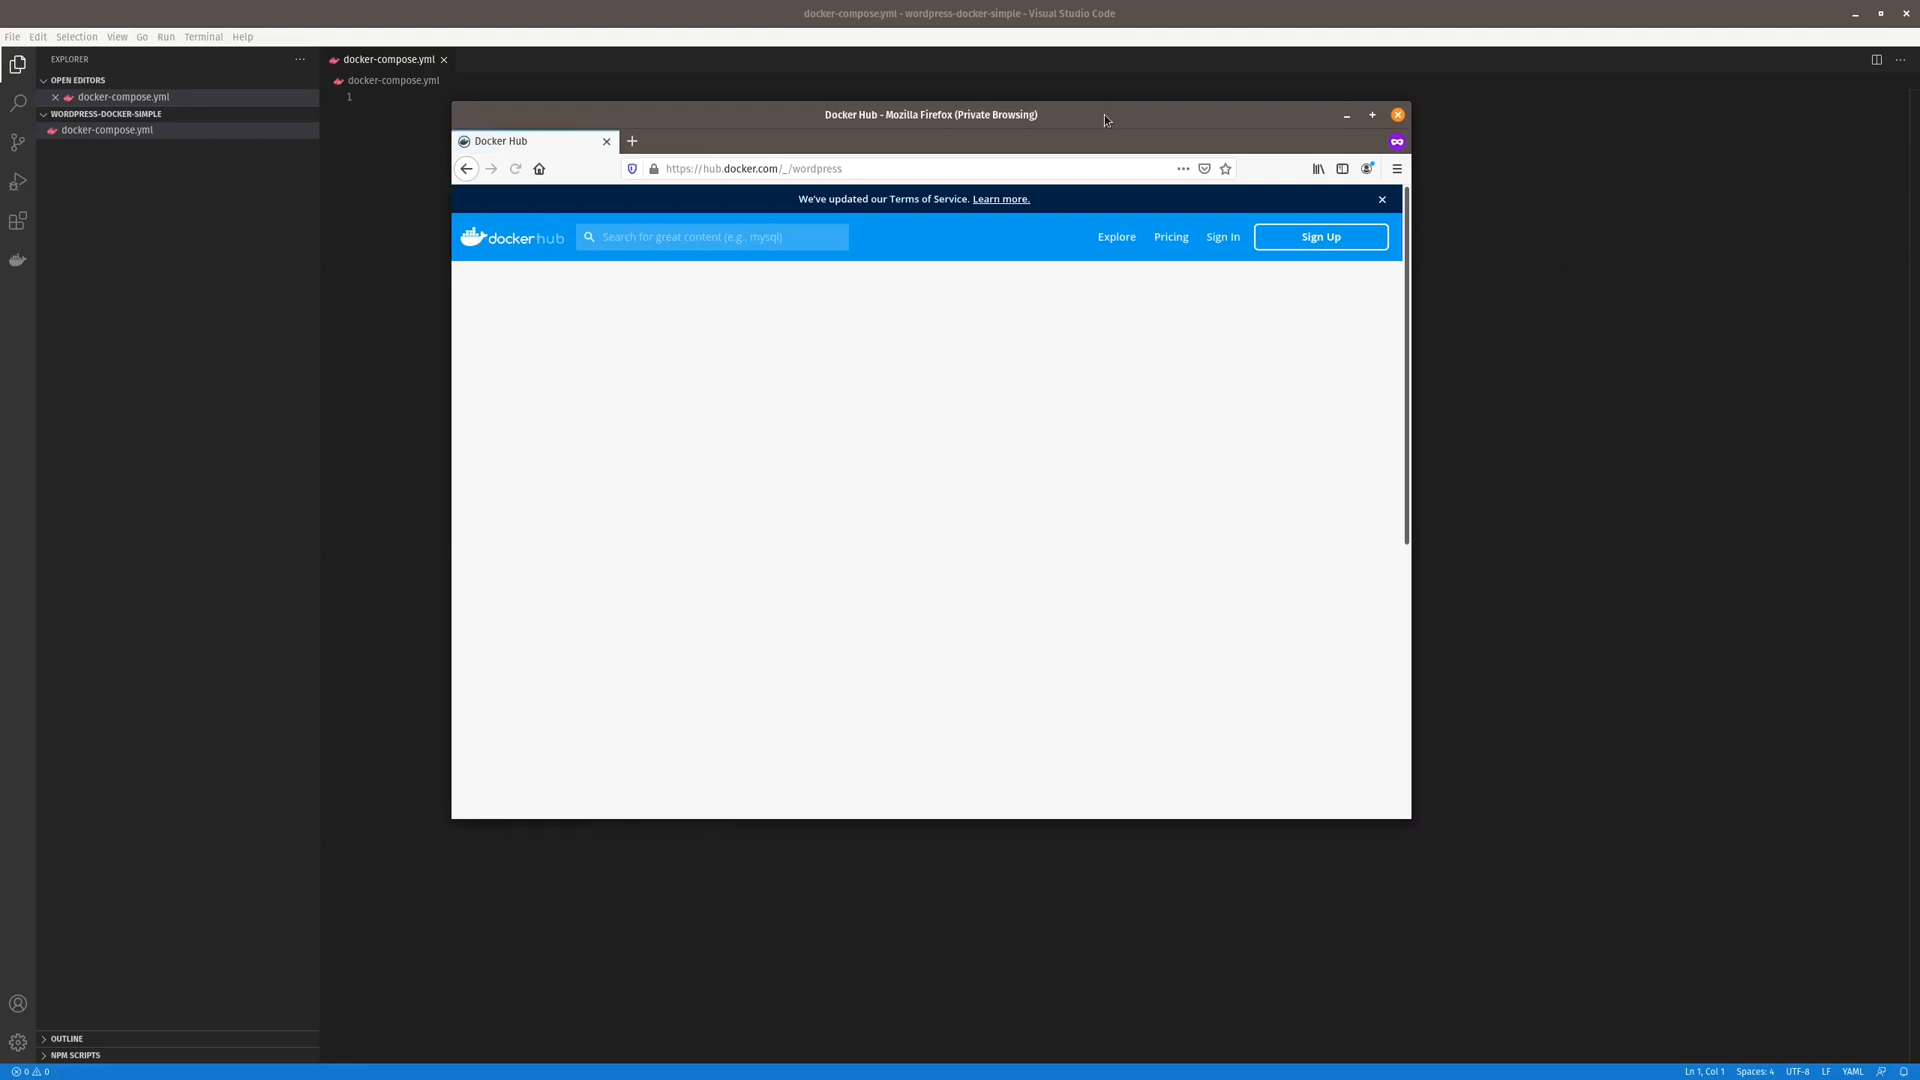 docker-compose.yml - wordpress-docker-simple - Visual Studio Code
File Edit Selection View Go Run Terminal Help
EXPLORER
docker-compose.yml
OPEN EDITORS
docker-compose.yml
docker-compose.yml
WORDPRESS-DOCKER-SIMPLE
docker-compose.yml
1
Docker Hub - Mozilla Firefox (Private Browsing)
Docker Hub
https://hub.docker.com/_/wordpress
We've updated our Terms of Service. Learn more.
docker hub
Search for great content (e.g., mysql)
Explore Pricing Sign In Sign Up
OUTLINE
NPM SCRIPTS
0 0
Ln 1, Col 1 Spaces: 4 UTF-8 LF YAML